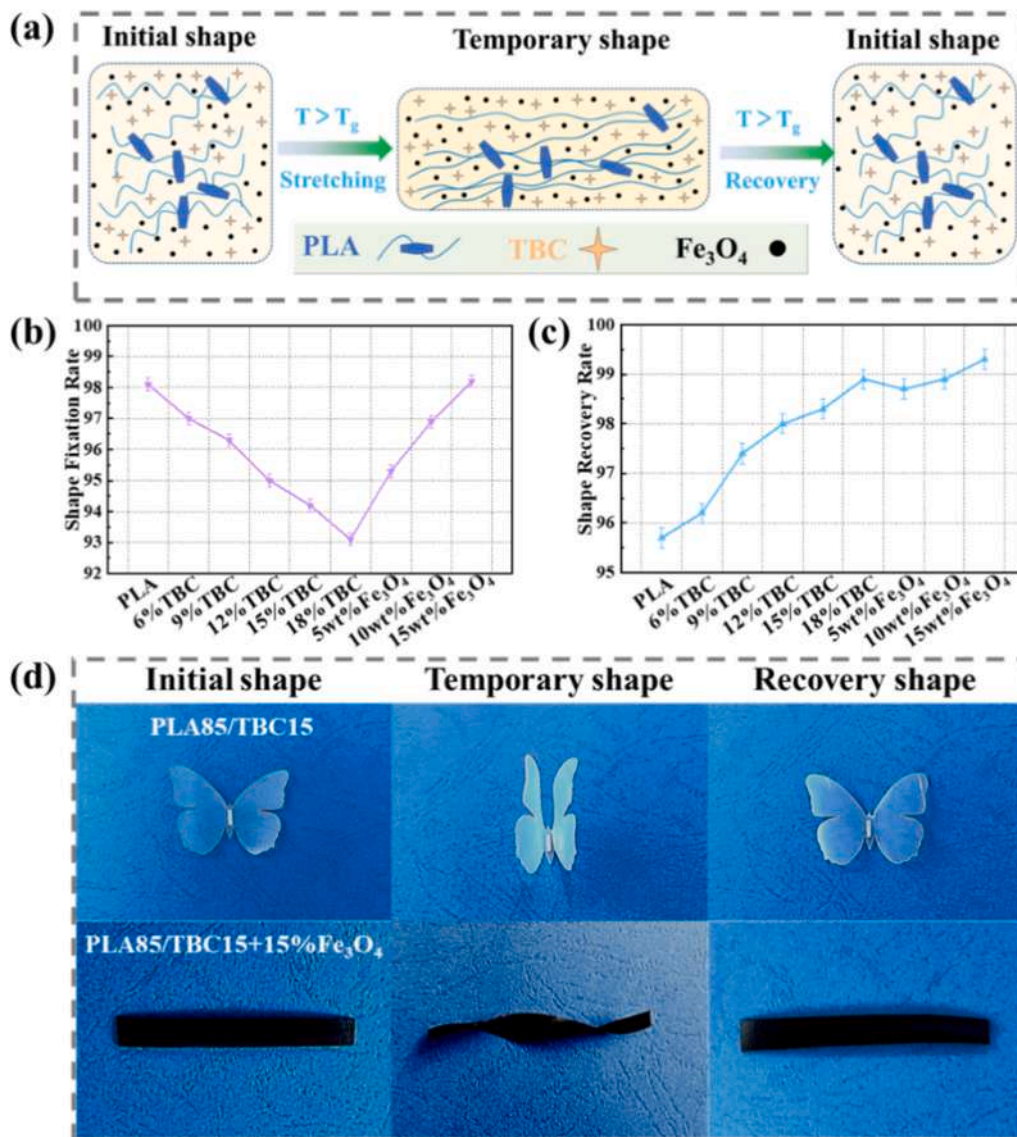 (a)
Initial shape
Temporary shape
Initial shape
T > Tg
Stretching
T > Tg
Recovery
PLA
TBC
Fe₃O₄
(b)
Shape Fixation Rate
100
99
98
97
96
95
94
93
92
PLA
6% TBC
9% TBC
12% TBC
15% TBC
18% TBC
5wt%Fe₃O₄
10wt%Fe₃O₄
15wt%Fe₃O₄
(c)
Shape Recovery Rate
100
99
98
97
96
95
PLA
6% TBC
9% TBC
12% TBC
15% TBC
18% TBC
5wt%Fe₃O₄
10wt%Fe₃O₄
15wt%Fe₃O₄
(d)
Initial shape
Temporary shape
Recovery shape
PLA85/TBC15
PLA85/TBC15+15%Fe₃O₄